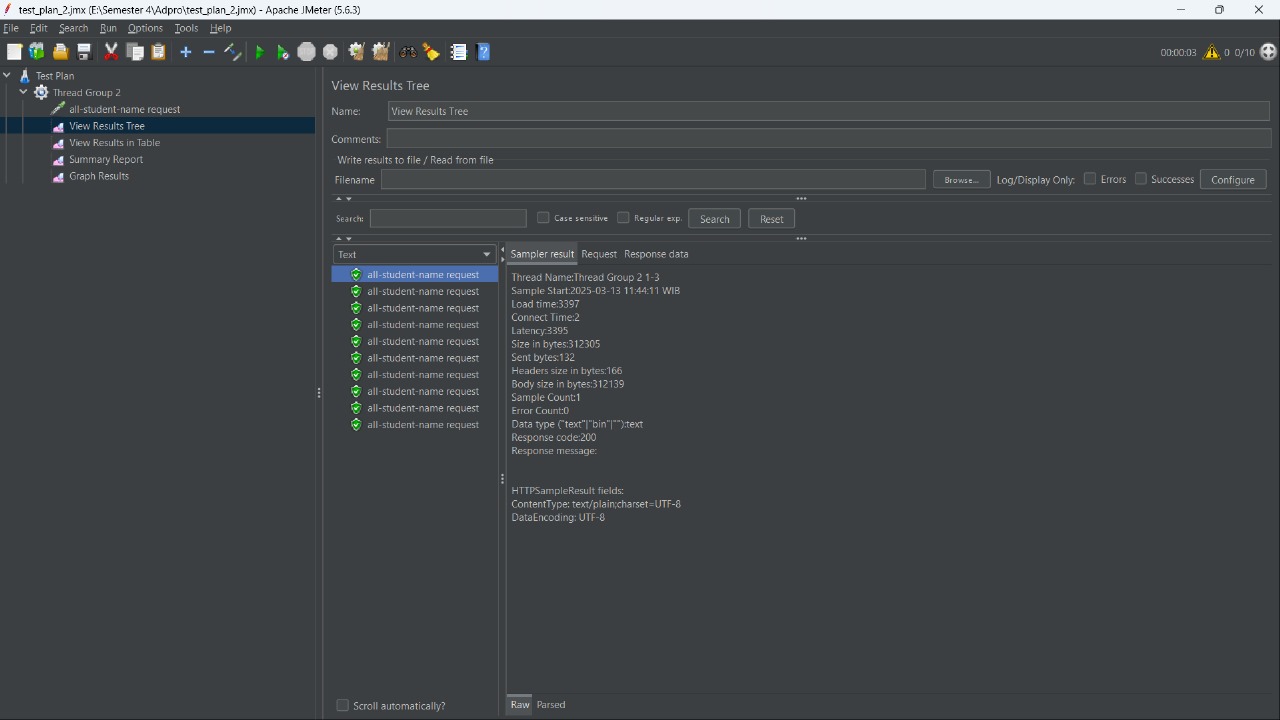 test_plan_2.jmx (E:\Semester 4\Adpro\test_plan_2.jmx) - Apache JMeter (5.6.3)
File Edit Search Run Options Tools Help
00:00:03 0 0/10
Test Plan
Thread Group 2
all-student-name request
View Results Tree
View Results in Table
Summary Report
Graph Results
View Results Tree
Name: View Results Tree
Comments:
Write results to file / Read from file
Filename Browse... Log/Display Only: Errors Successes Configure
Search: Case sensitive Regular exp. Search Reset
Text
all-student-name request
all-student-name request
all-student-name request
all-student-name request
all-student-name request
all-student-name request
all-student-name request
all-student-name request
all-student-name request
all-student-name request
Scroll automatically?
Sampler result Request Response data
Thread Name:Thread Group 2 1-3
Sample Start:2025-03-13 11:44:11 WIB
Load time:3397
Connect Time:2
Latency:3395
Size in bytes:312305
Sent bytes:132
Headers size in bytes:166
Body size in bytes:312139
Sample Count:1
Error Count:0
Data type ("text"|"bin"|""):text
Response code:200
Response message:
HTTPSampleResult fields:
ContentType: text/plain;charset=UTF-8
DataEncoding: UTF-8
Raw Parsed